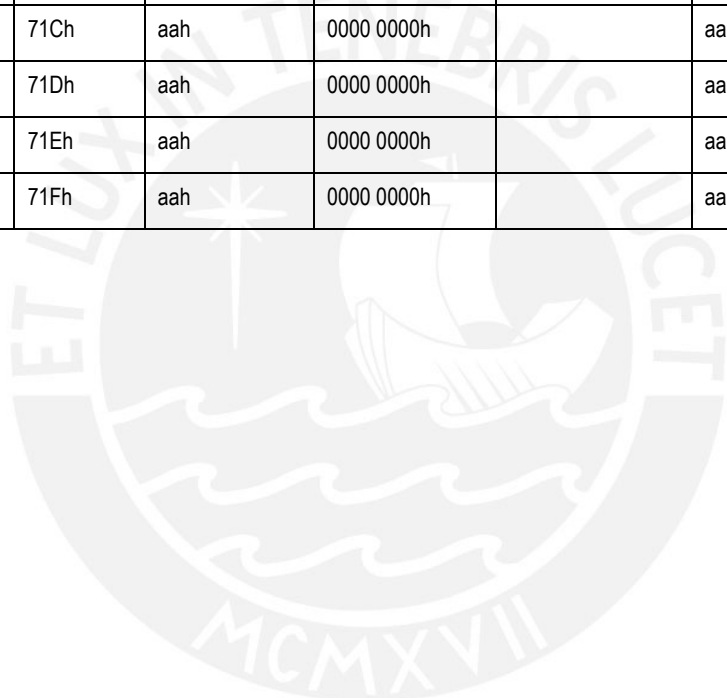 71Ch aah 0000 0000h aa
71Dh aah 0000 0000h aa
71Eh aah 0000 0000h aa
71Fh aah 0000 0000h aa
ET LUX IN TENEBRIS LUCET
MCMXVII